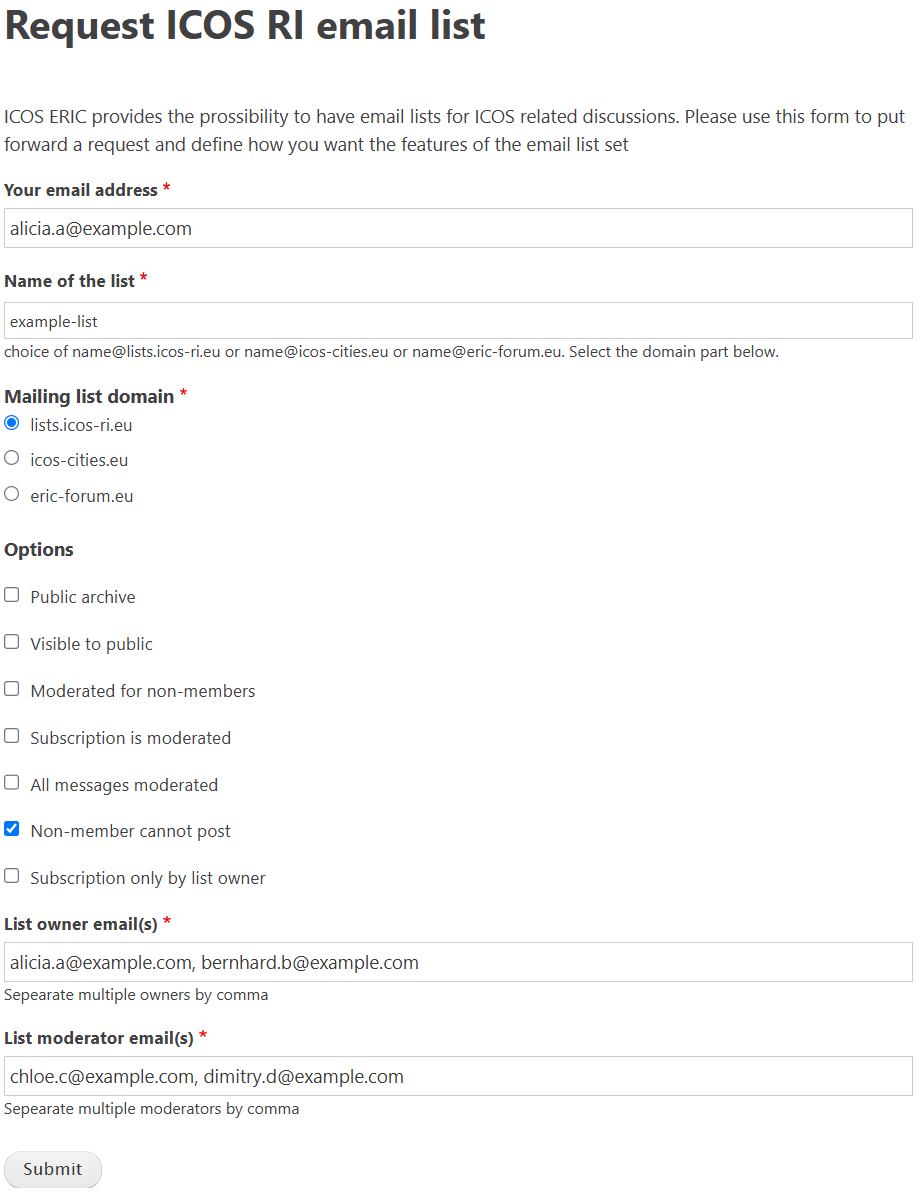 Request ICOS RI email list
ICOS ERIC provides the prossibility to have email lists for ICOS related discussions. Please use this form to put
forward a request and define how you want the features of the email list set
Your email address *
alicia.a@example.com
Name of the list *
example-list
choice of name@lists.icos-ri.eu or name@icos-cities.eu or name@eric-forum.eu. Select the domain part below.
Mailing list domain *
lists.icos-ri.eu
icos-cities.eu
eric-forum.eu
Options
Public archive
Visible to public
Moderated for non-members
Subscription is moderated
All messages moderated
Non-member cannot post
Subscription only by list owner
List owner email(s) *
alicia.a@example.com, bernhard.b@example.com
Sepearate multiple owners by comma
List moderator email(s) *
chloe.c@example.com, dimitry.d@example.com
Sepearate multiple moderators by comma
Submit